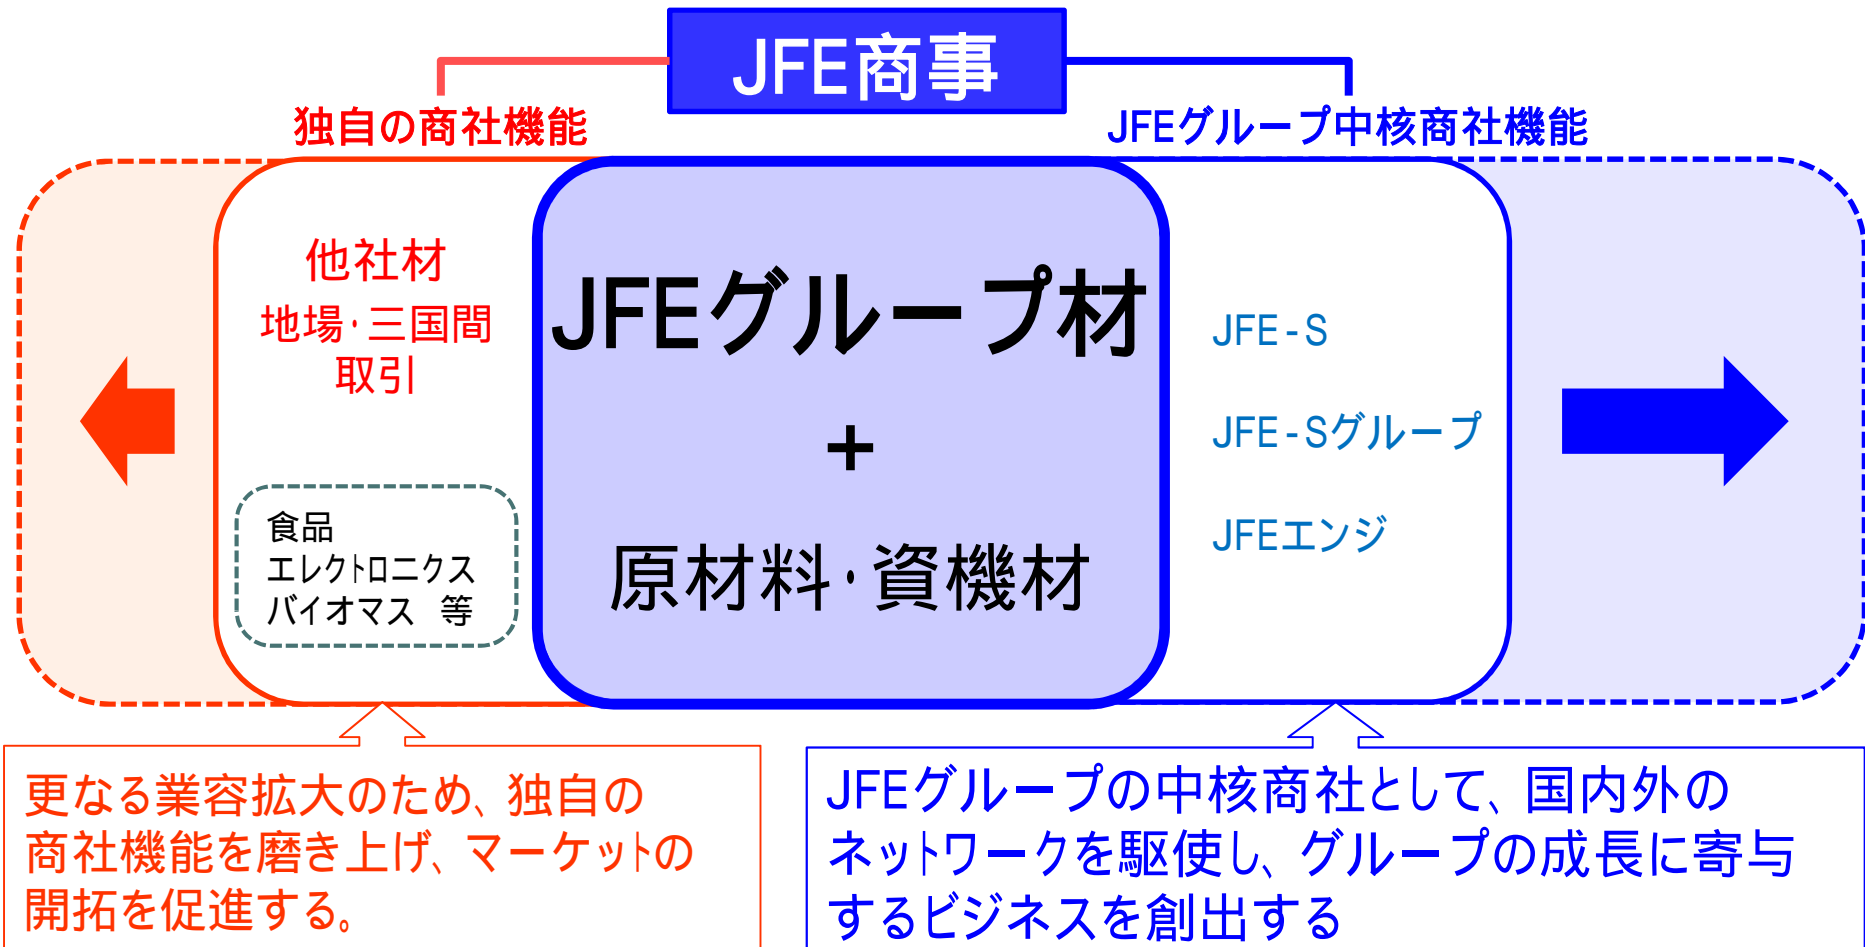 JFE商事
独自の商社機能
JFEグループ中核商社機能
他社材
地場・三国間
取引
食品
エレクトロニクス
バイオマス 等
JFEグループ材
+
原材料・資機材
JFE-S
JFE-Sグループ
JFEエンジ
更なる業容拡大のため、独自の
商社機能を磨き上げ、マーケットの
開拓を促進する。
JFEグループの中核商社として、国内外の
ネットワークを駆使し、グループの成長に寄与
するビジネスを創出する